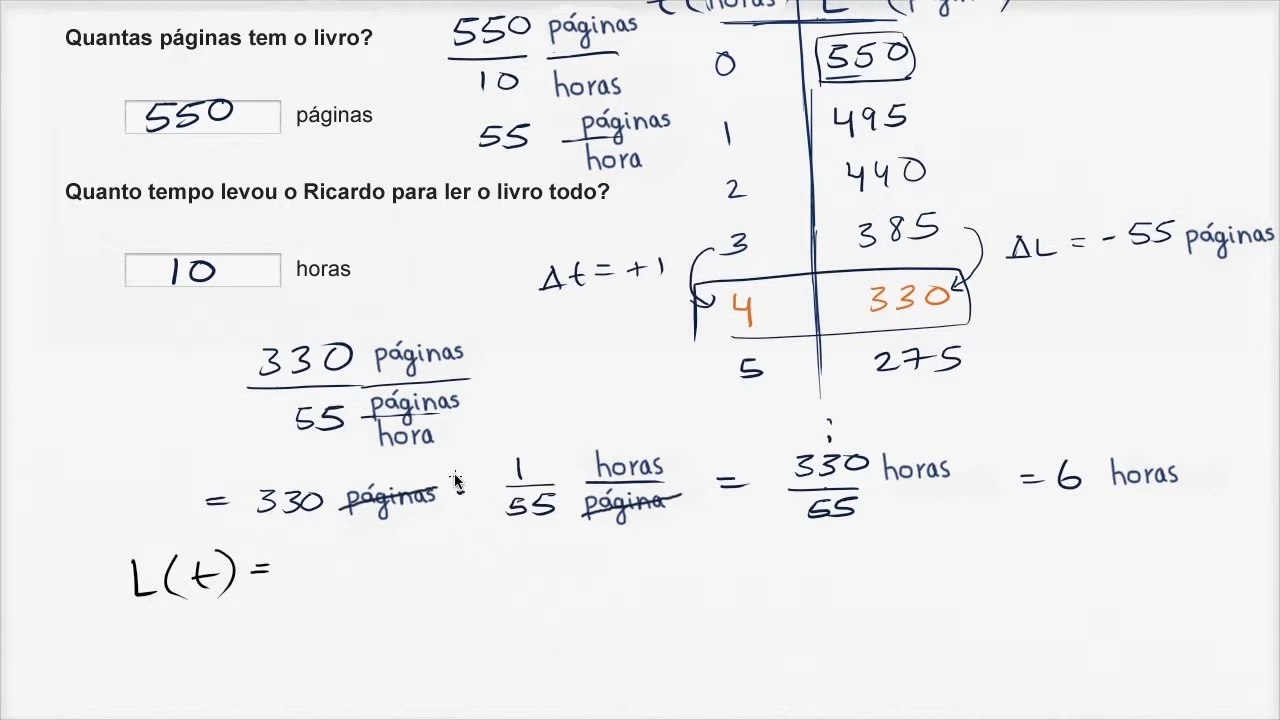 Quantas páginas tem o livro?
550 páginas
550 páginas
10 horas
55 páginas
hora
Quanto tempo levou o Ricardo para ler o livro todo?
10 horas
t (horas L
0 550
1 495
2 440
3 385
4 330
5 275
Δt = +1
ΔL = -55 páginas
330 páginas
55 páginas
hora
= 330 páginas · 1 horas = 330 horas = 6 horas
55 página 55
L(t) =